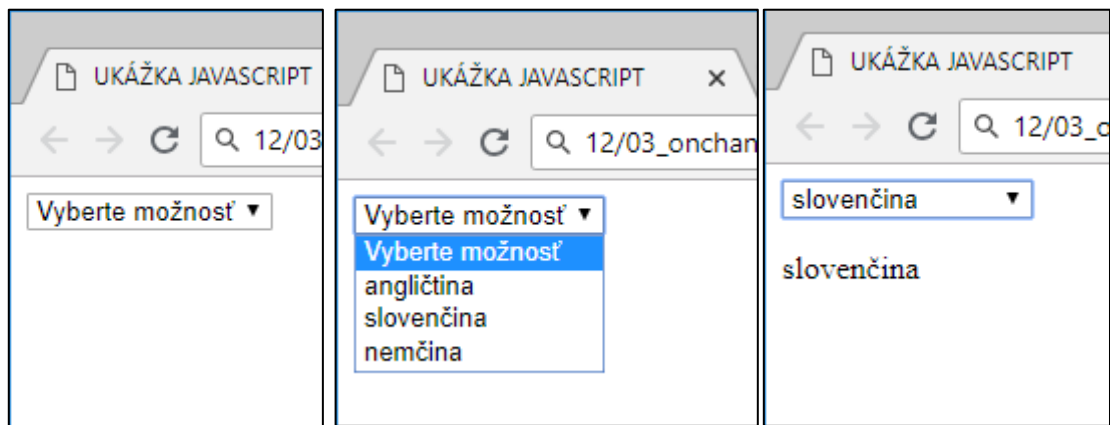 UKÁŽKA JAVASCRIPT
12/03
Vyberte možnosť
UKÁŽKA JAVASCRIPT
12/03_onchan
Vyberte možnosť
Vyberte možnosť
angličtina
slovenčina
nemčina
UKÁŽKA JAVASCRIPT
12/03_o
slovenčina
slovenčina